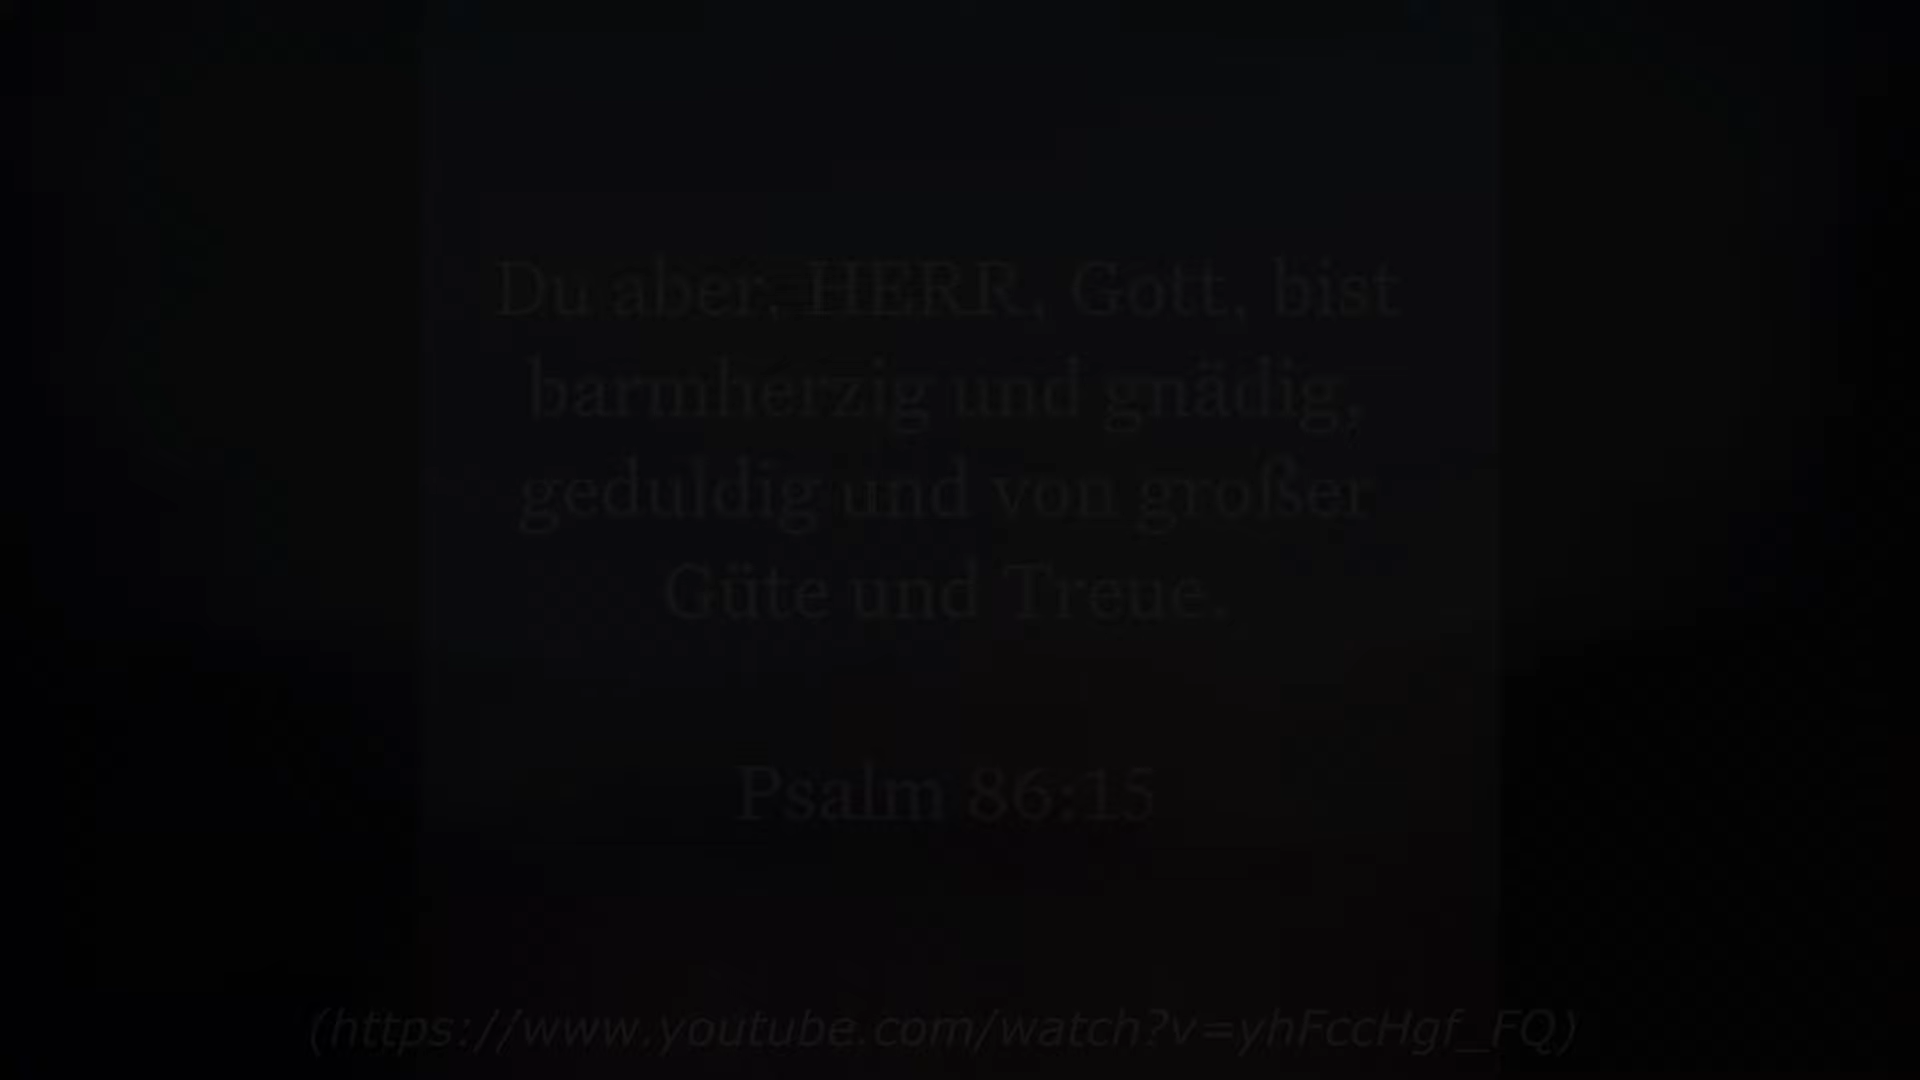 Du aber, HERR, Gott, bist
barmherzig und gnädig,
geduldig und von großer
Güte und Treue.
Psalm 86:15
(https://www.youtube.com/watch?v=yhFccHgf_FQ)